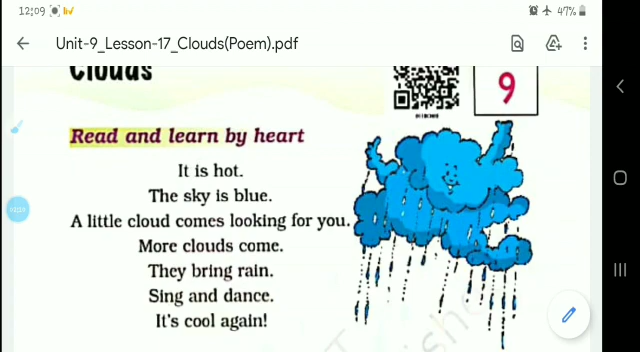 12:09 liv 47%
Unit-9_Lesson-17_Clouds(Poem).pdf
Clouds
9
Read and learn by heart
It is hot.
The sky is blue.
A little cloud comes looking for you.
More clouds come.
They bring rain.
Sing and dance.
It's cool again!